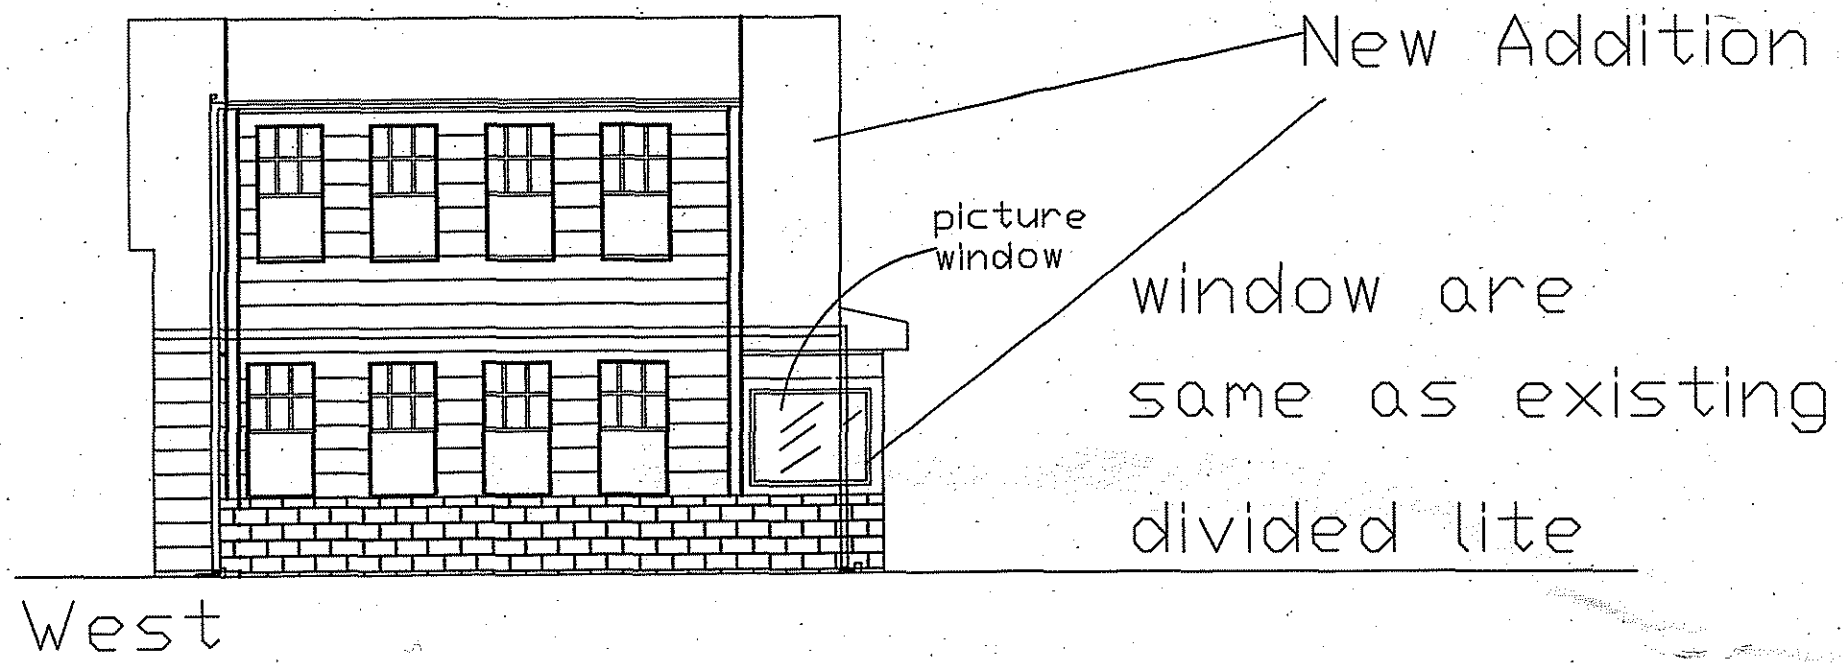 New Addition
picture
window
window are
same as existing
divided lite
West